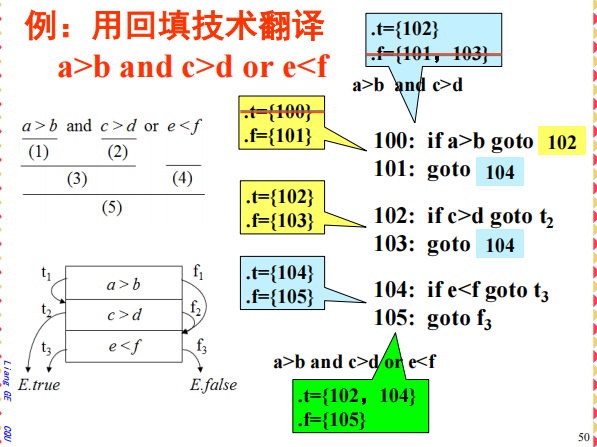 例：用回填技术翻译
a>b and c>d or e<f
.t={102}
.f={101，103}
a>b and c>d
.t={100}
.f={101}
100: if a>b goto 102
101: goto 104
a > b and c > d or e < f
(1) (2)
(3) (4)
(5)
.t={102}
.f={103}
102: if c>d goto t2
103: goto 104
.t={104}
.f={105}
104: if e<f goto t3
105: goto f3
t1 a > b f1
t2 c > d f2
t3 e < f f3
E.true E.false
a>b and c>d or e<f
.t={102，104}
.f={105}
Liang GE CQU
50